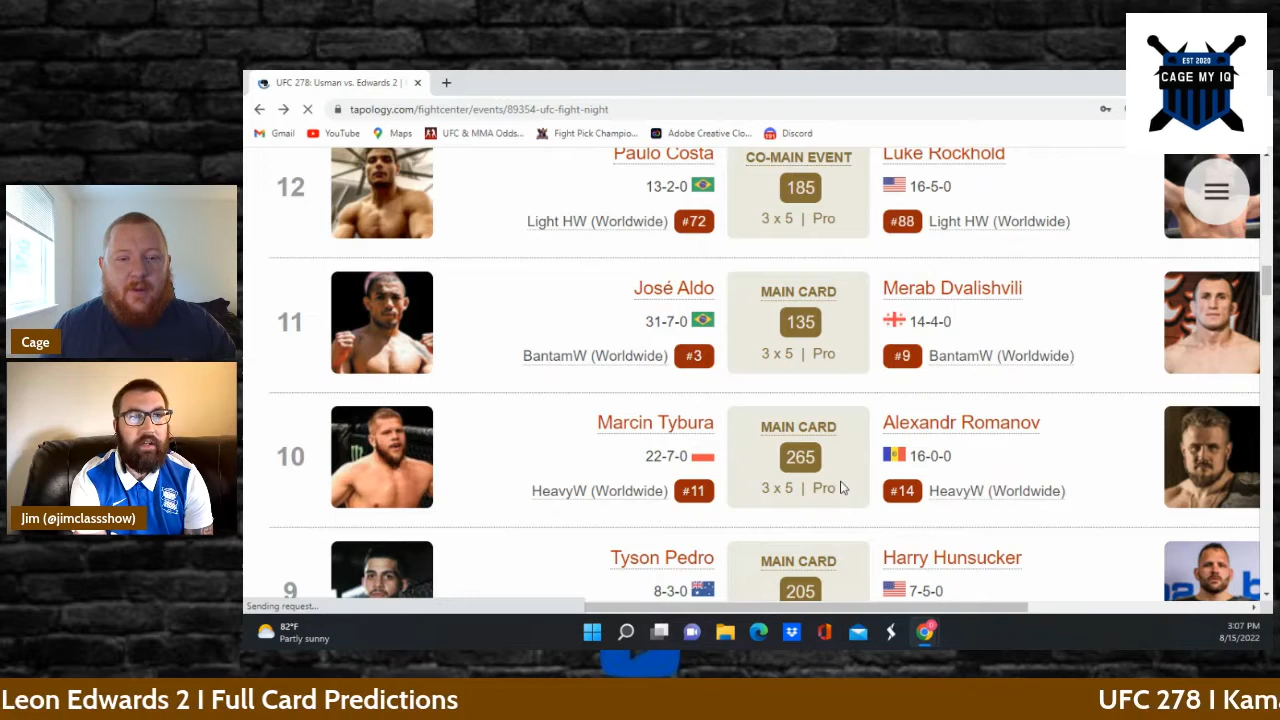 EST 2020
CAGE MY IQ
UFC 278: Usman vs. Edwards 2 |
tapology.com/fightcenter/events/89354-ufc-fight-night
Gmail YouTube Maps UFC & MMA Odds... Fight Pick Champio... Adobe Creative Clo... Discord
12 Paulo Costa CO-MAIN EVENT Luke Rockhold
13-2-0 185 16-5-0
Light HW (Worldwide) #72 3 x 5 | Pro #88 Light HW (Worldwide)
11 José Aldo MAIN CARD Merab Dvalishvili
31-7-0 135 14-4-0
BantamW (Worldwide) #3 3 x 5 | Pro #9 BantamW (Worldwide)
10 Marcin Tybura MAIN CARD Alexandr Romanov
22-7-0 265 16-0-0
HeavyW (Worldwide) #11 3 x 5 | Pro #14 HeavyW (Worldwide)
9 Tyson Pedro MAIN CARD Harry Hunsucker
8-3-0 205 7-5-0
Sending request...
82°F
Partly sunny
3:07 PM
8/15/2022
Cage
Jim (@jimclassshow)
Leon Edwards 2 I Full Card Predictions UFC 278 I Kam